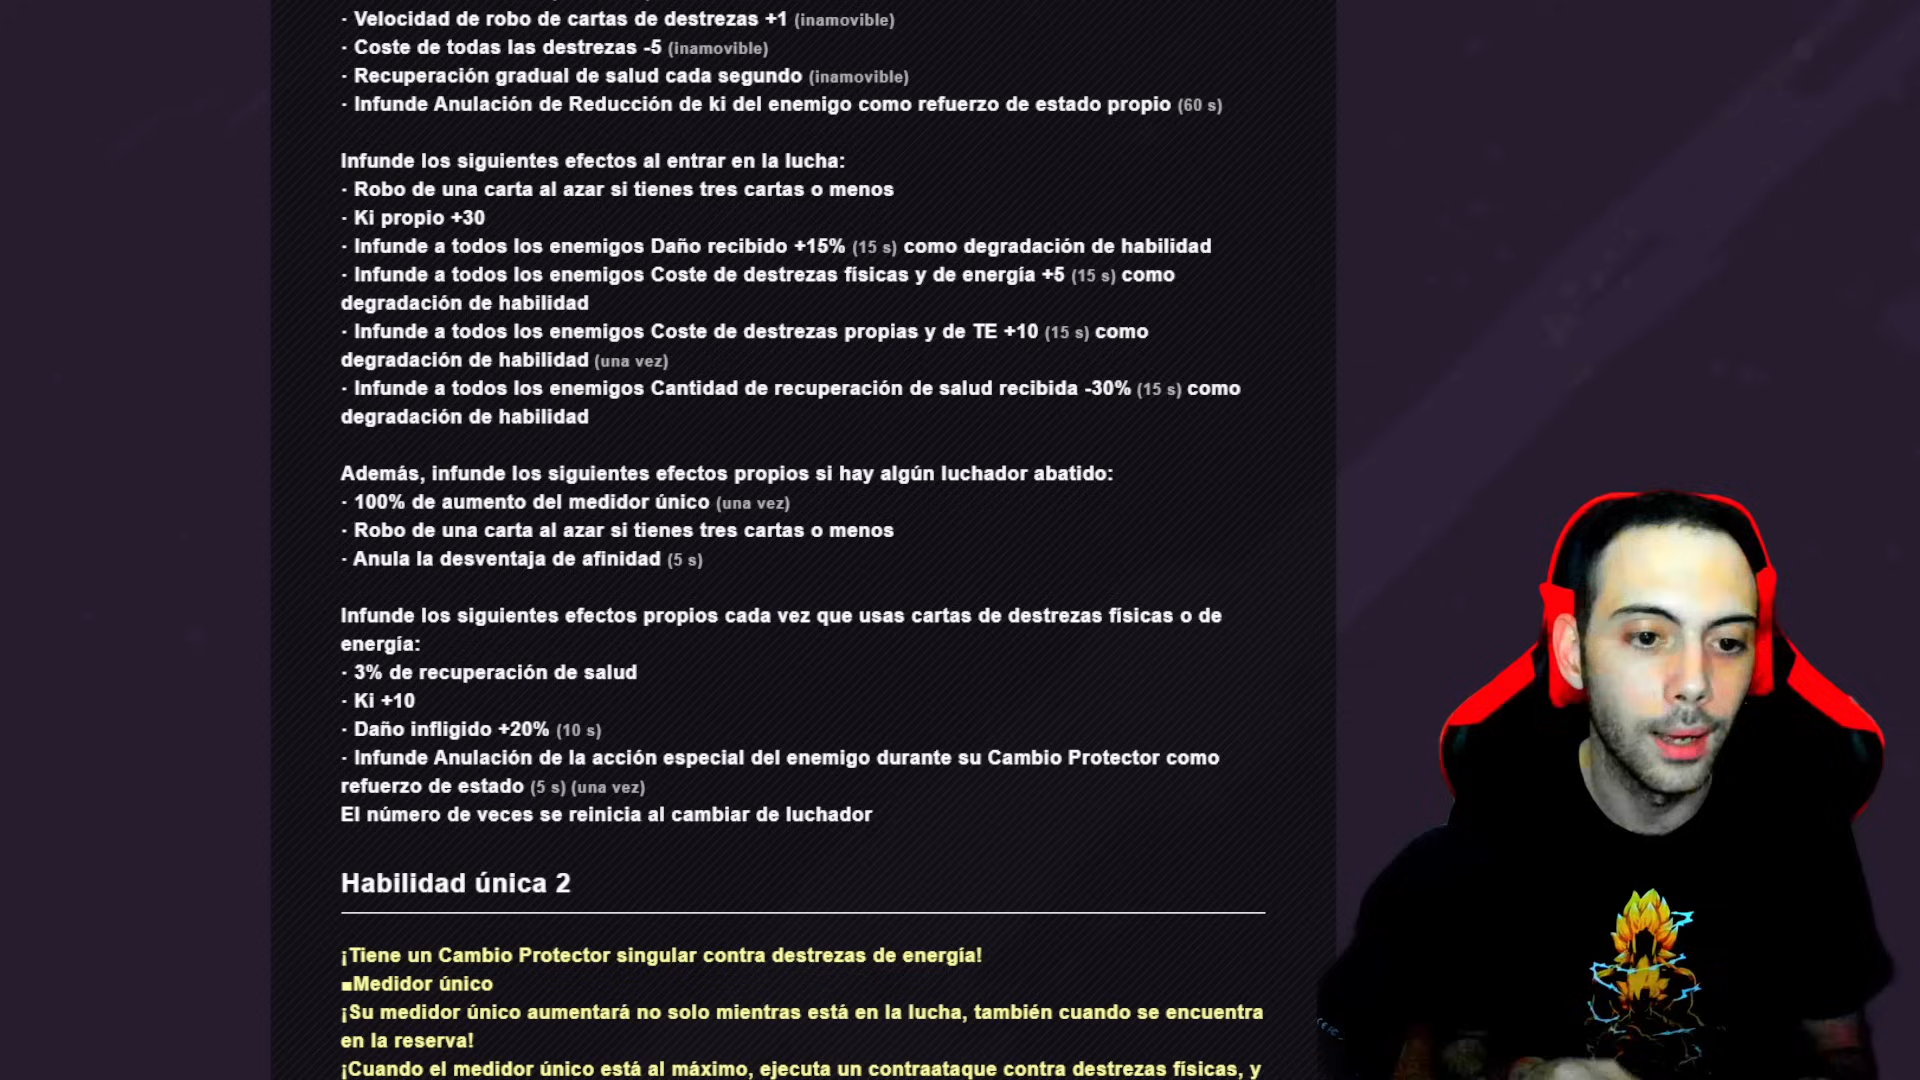 · Velocidad de robo de cartas de destrezas +1 (inamovible)
· Coste de todas las destrezas -5 (inamovible)
· Recuperación gradual de salud cada segundo (inamovible)
· Infunde Anulación de Reducción de ki del enemigo como refuerzo de estado propio (60 s)
Infunde los siguientes efectos al entrar en la lucha:
· Robo de una carta al azar si tienes tres cartas o menos
· Ki propio +30
· Infunde a todos los enemigos Daño recibido +15% (15 s) como degradación de habilidad
· Infunde a todos los enemigos Coste de destrezas físicas y de energía +5 (15 s) como
degradación de habilidad
· Infunde a todos los enemigos Coste de destrezas propias y de TE +10 (15 s) como
degradación de habilidad (una vez)
· Infunde a todos los enemigos Cantidad de recuperación de salud recibida -30% (15 s) como
degradación de habilidad
Además, infunde los siguientes efectos propios si hay algún luchador abatido:
· 100% de aumento del medidor único (una vez)
· Robo de una carta al azar si tienes tres cartas o menos
· Anula la desventaja de afinidad (5 s)
Infunde los siguientes efectos propios cada vez que usas cartas de destrezas físicas o de
energía:
· 3% de recuperación de salud
· Ki +10
· Daño infligido +20% (10 s)
· Infunde Anulación de la acción especial del enemigo durante su Cambio Protector como
refuerzo de estado (5 s) (una vez)
El número de veces se reinicia al cambiar de luchador
Habilidad única 2
¡Tiene un Cambio Protector singular contra destrezas de energía!
■Medidor único
¡Su medidor único aumentará no solo mientras está en la lucha, también cuando se encuentra
en la reserva!
¡Cuando el medidor único está al máximo, ejecuta un contraataque contra destrezas físicas, y